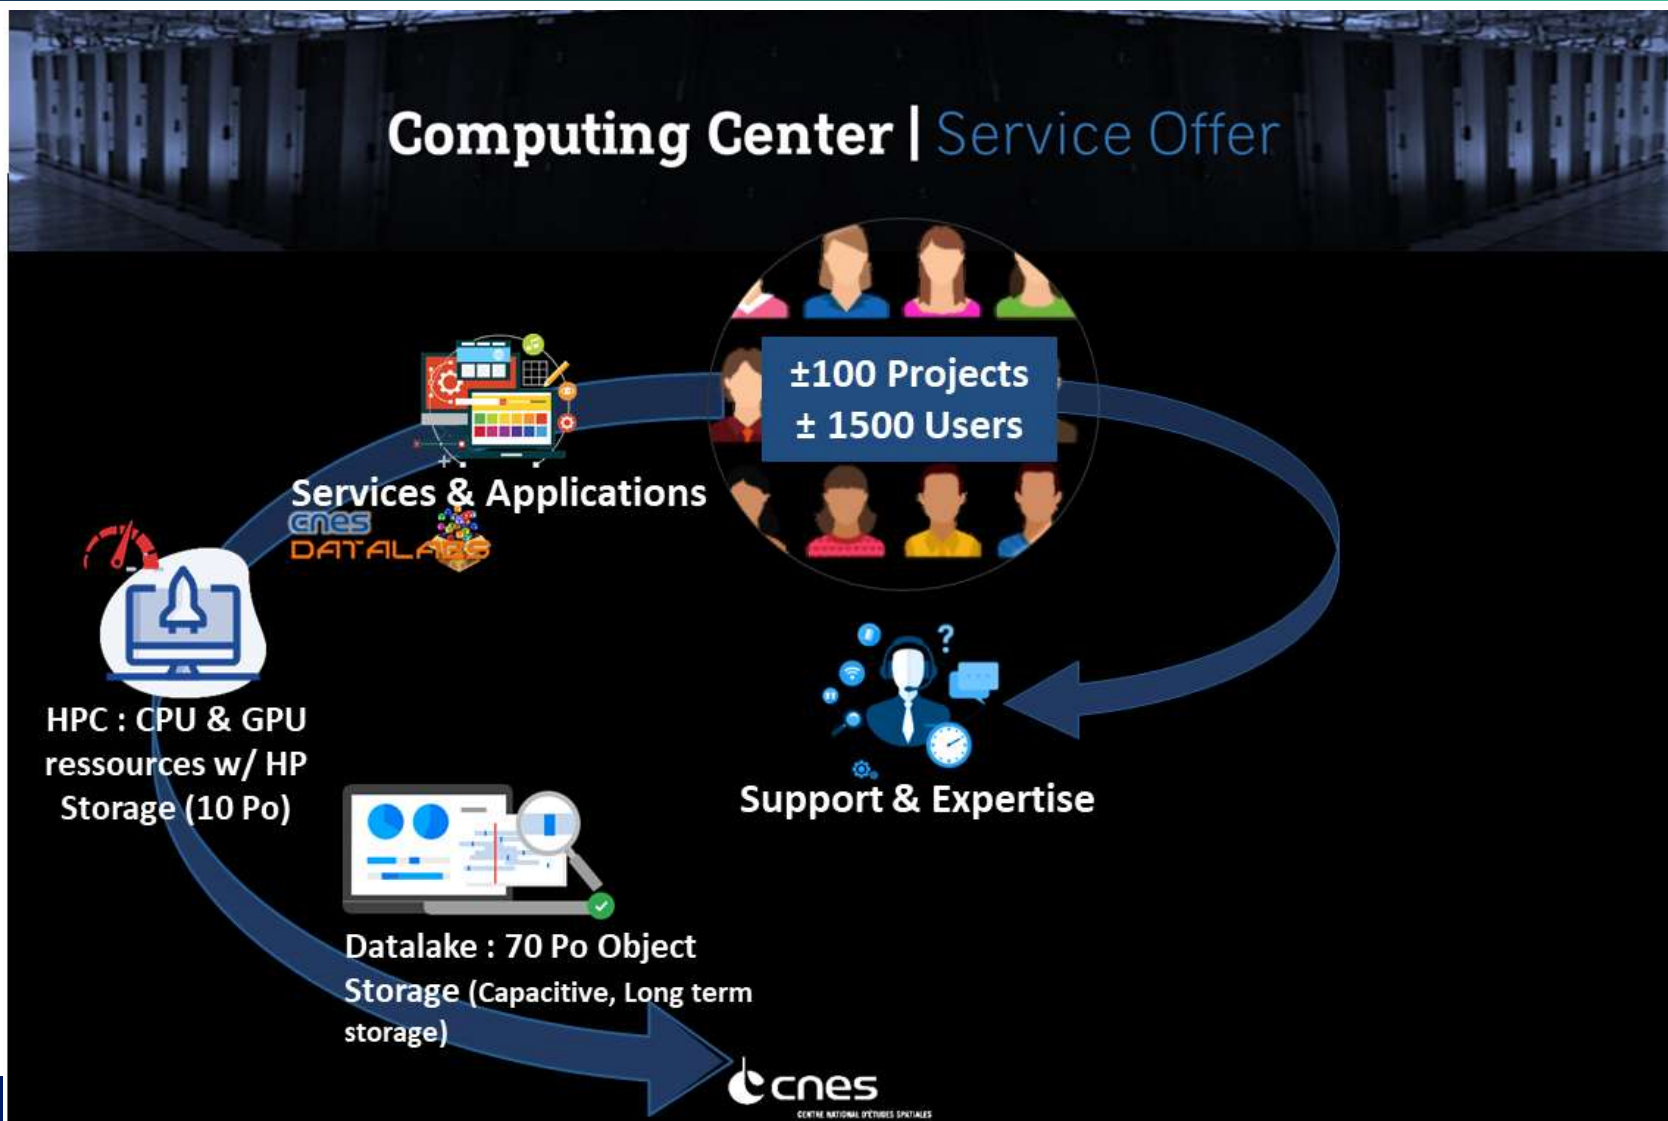 Computing Center | Service Offer
±100 Projects
± 1500 Users
Services & Applications
cnes
DATALABS
HPC : CPU & GPU
ressources w/ HP
Storage (10 Po)
Support & Expertise
Datalake : 70 Po Object
Storage (Capacitive, Long term
storage)
cnes
CENTRE NATIONAL D'ÉTUDES SPATIALES